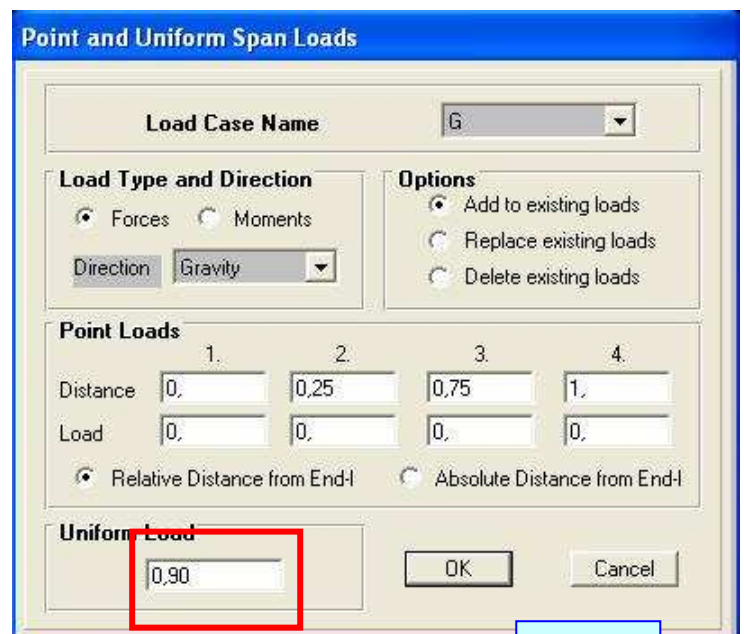 Point and Uniform Span Loads
Load Case Name G
Load Type and Direction
Forces Moments
Direction Gravity
Options
Add to existing loads
Replace existing loads
Delete existing loads
Point Loads
1. 2. 3. 4.
Distance 0, 0,25 0,75 1,
Load 0, 0, 0, 0,
Relative Distance from End-I Absolute Distance from End-I
Uniform Load
0,90
OK Cancel